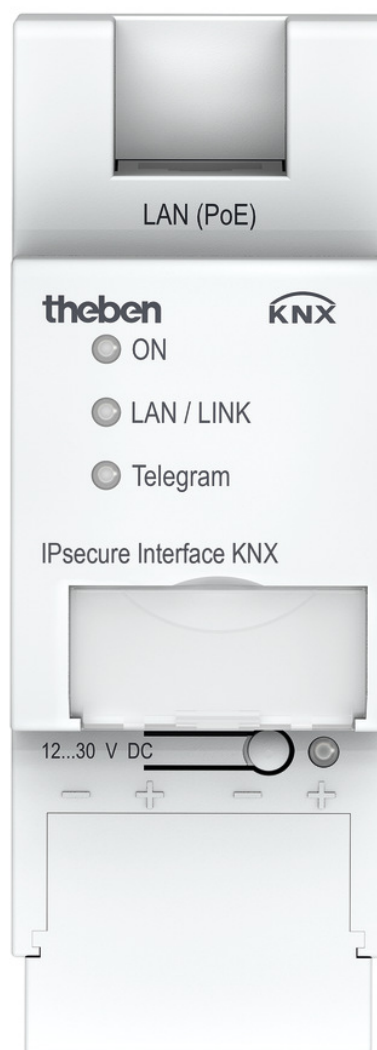 LAN (PoE)
theben KNX
ON
LAN / LINK
Telegram
IPsecure Interface KNX
12...30 V DC
− + − +